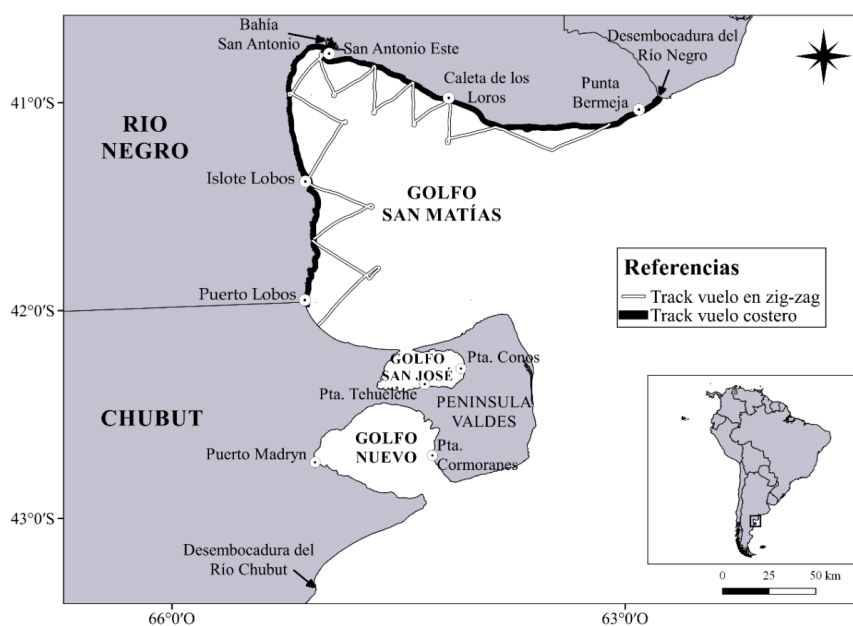 Bahía
San Antonio
San Antonio Este
Desembocadura del
Río Negro
Caleta de los
Loros
Punta
Bermeja
41°0'S
RIO
NEGRO
Islote Lobos
GOLFO
SAN MATÍAS
Referencias
Track vuelo en zig-zag
Track vuelo costero
Puerto Lobos
42°0'S
GOLFO
SAN JOSÉ
Pta. Conos
Pta. Tehuelche
PENINSULA
VALDES
CHUBUT
GOLFO
NUEVO
Puerto Madryn
Pta.
Cormoranes
43°0'S
Desembocadura del
Río Chubut
0 25 50 km
66°0'O
63°0'O